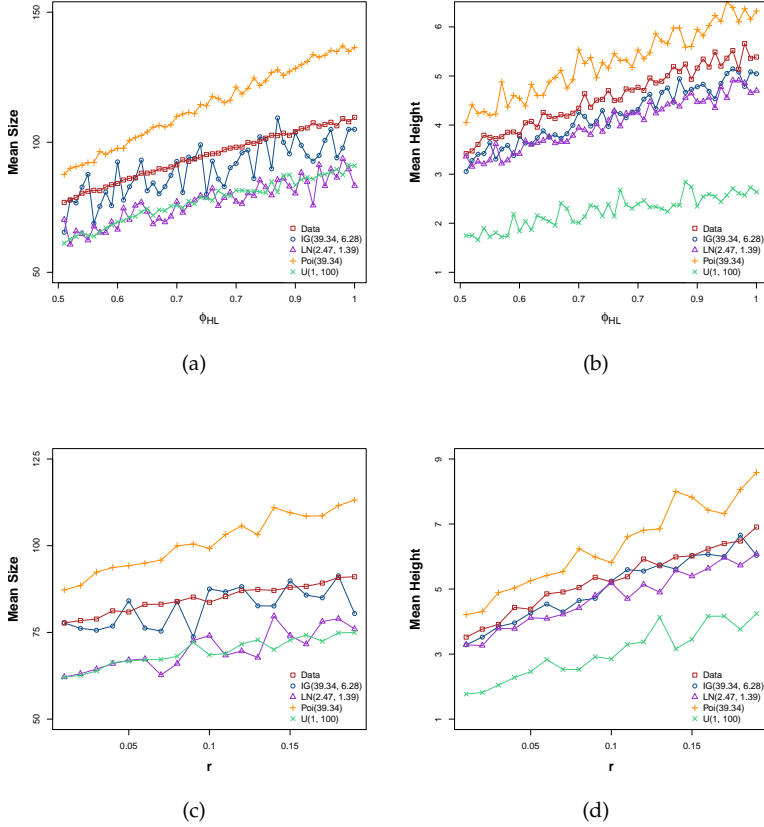 150
100
50
Mean Size
Data
IG(39.34, 6.28)
LN(2.47, 1.39)
Poi(39.34)
U(1, 100)
0.5 0.6 0.7 0.7 0.9 1
ϕHL
(a)
6
5
4
3
2
1
Mean Height
Data
IG(39.34, 6.28)
LN(2.47, 1.39)
Poi(39.34)
U(1, 100)
0.5 0.6 0.7 0.7 0.9 1
ϕHL
(b)
125
100
75
50
Mean Size
Data
IG(39.34, 6.28)
LN(2.47, 1.39)
Poi(39.34)
U(1, 100)
0.05 0.1 0.15
r
(c)
9
7
5
3
1
Mean Height
Data
IG(39.34, 6.28)
LN(2.47, 1.39)
Poi(39.34)
U(1, 100)
0.05 0.1 0.15
r
(d)